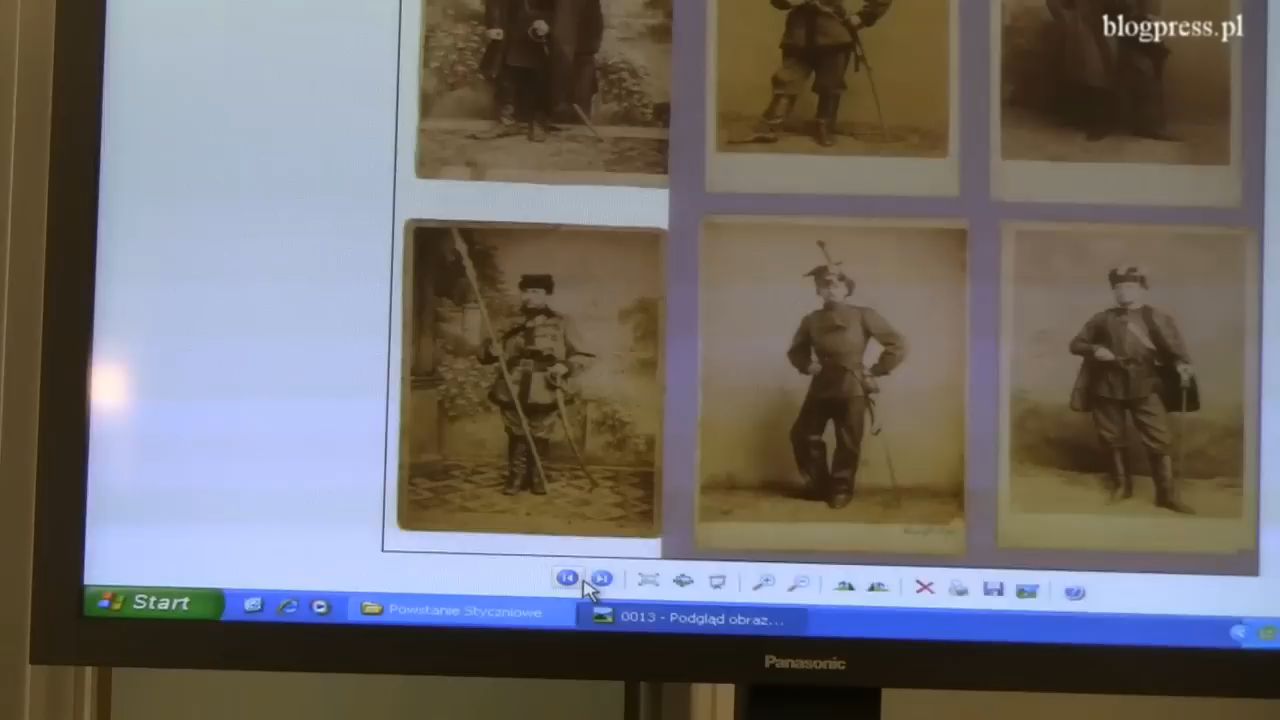 blogpress.pl
Start
Powstanie Styczniowe
0013 - Podgląd obraz...
Panasonic